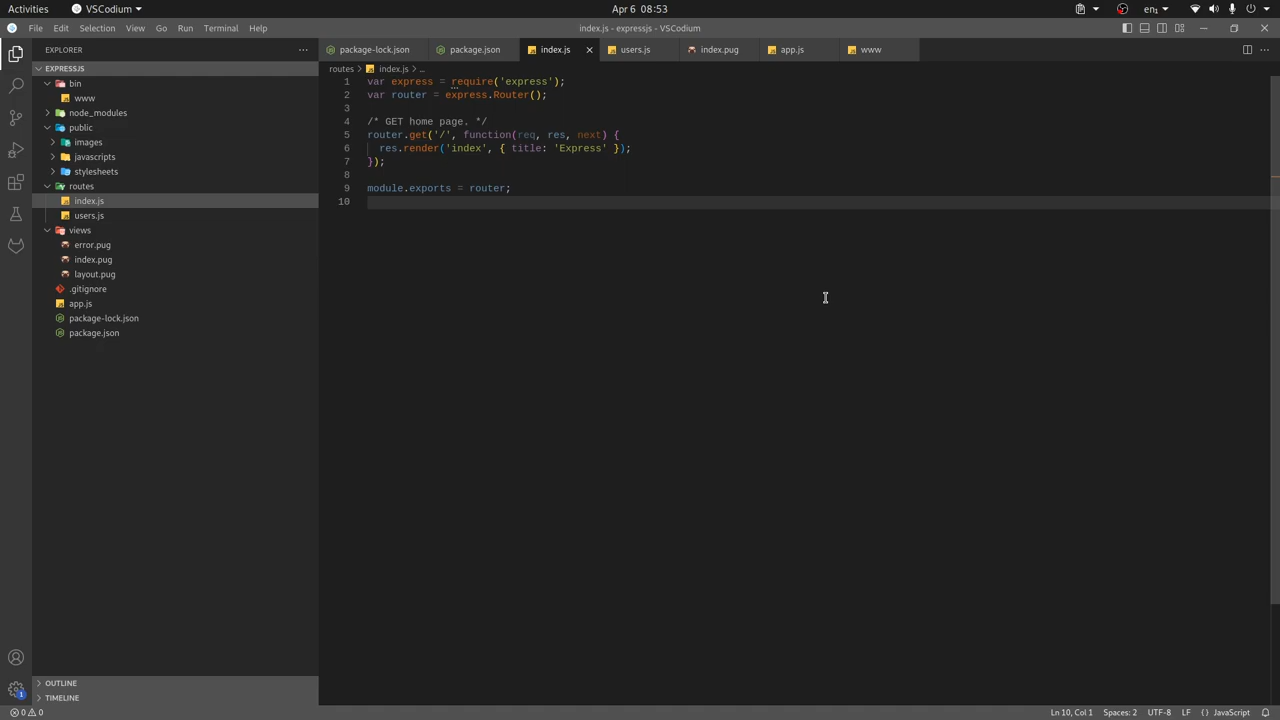 Activities
VSCodium
Apr 6 08:53
en₁
File Edit Selection View Go Run Terminal Help
index.js - expressjs - VSCodium
EXPLORER
EXPRESSJS
bin
www
node_modules
public
images
javascripts
stylesheets
routes
index.js
users.js
views
error.pug
index.pug
layout.pug
.gitignore
app.js
package-lock.json
package.json
OUTLINE
TIMELINE
package-lock.json package.json index.js users.js index.pug app.js www
routes > index.js > ...
1 var express = require('express');
2 var router = express.Router();
3
4 /* GET home page. */
5 router.get('/', function(req, res, next) {
6 res.render('index', { title: 'Express' });
7 });
8
9 module.exports = router;
10
1
0 0
Ln 10, Col 1 Spaces: 2 UTF-8 LF { } JavaScript